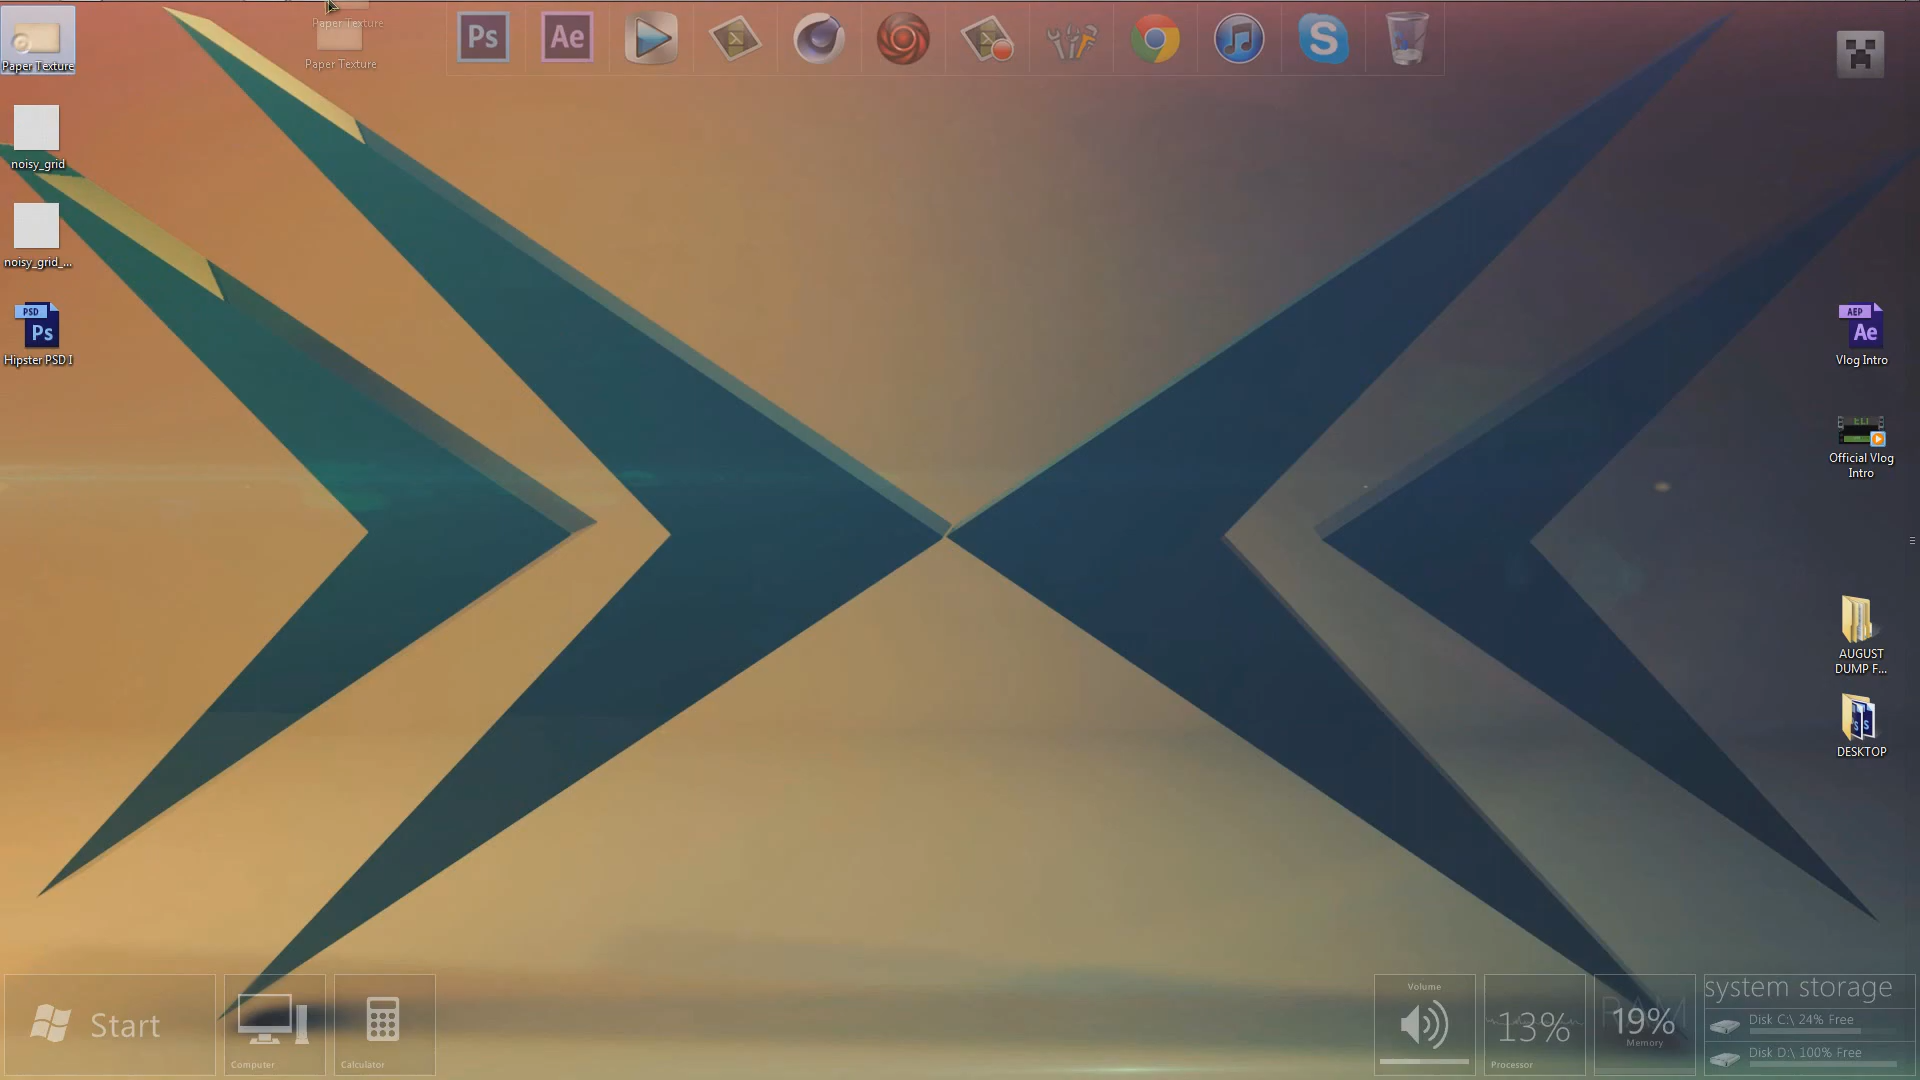 Paper Texture
Paper Texture
Paper Texture
Ps
Ae
S
noisy_grid
noisy_grid_...
PSD
Ps
Hipster PSD I
AEP
Ae
Vlog Intro
Official Vlog
Intro
AUGUST
DUMP F...
DESKTOP
Start
Computer
Calculator
Volume
13%
Processor
RAM
19%
Memory
system storage
Disk C:\ 24% Free
Disk D:\ 100% Free